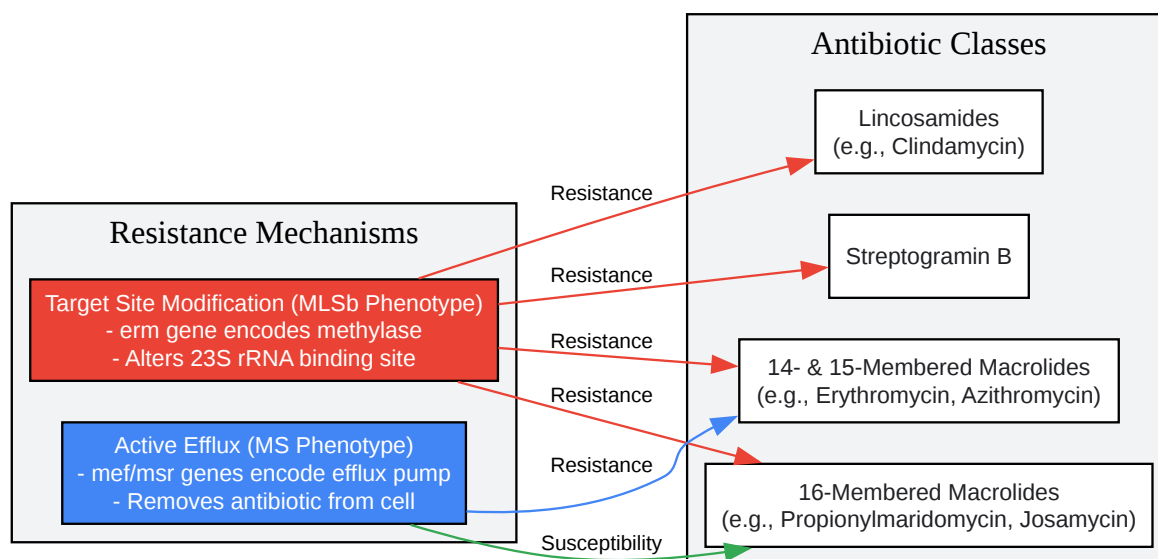 Antibiotic Classes
Lincosamides
(e.g., Clindamycin)
Resistance
Resistance Mechanisms
Streptogramin B
Resistance
Target Site Modification (MLSb Phenotype)
- erm gene encodes methylase
- Alters 23S rRNA binding site
Resistance
14- & 15-Membered Macrolides
(e.g., Erythromycin, Azithromycin)
Resistance
Active Efflux (MS Phenotype)
- mef/msr genes encode efflux pump
- Removes antibiotic from cell
Resistance
16-Membered Macrolides
(e.g., Propionylmaridomycin, Josamycin)
Susceptibility